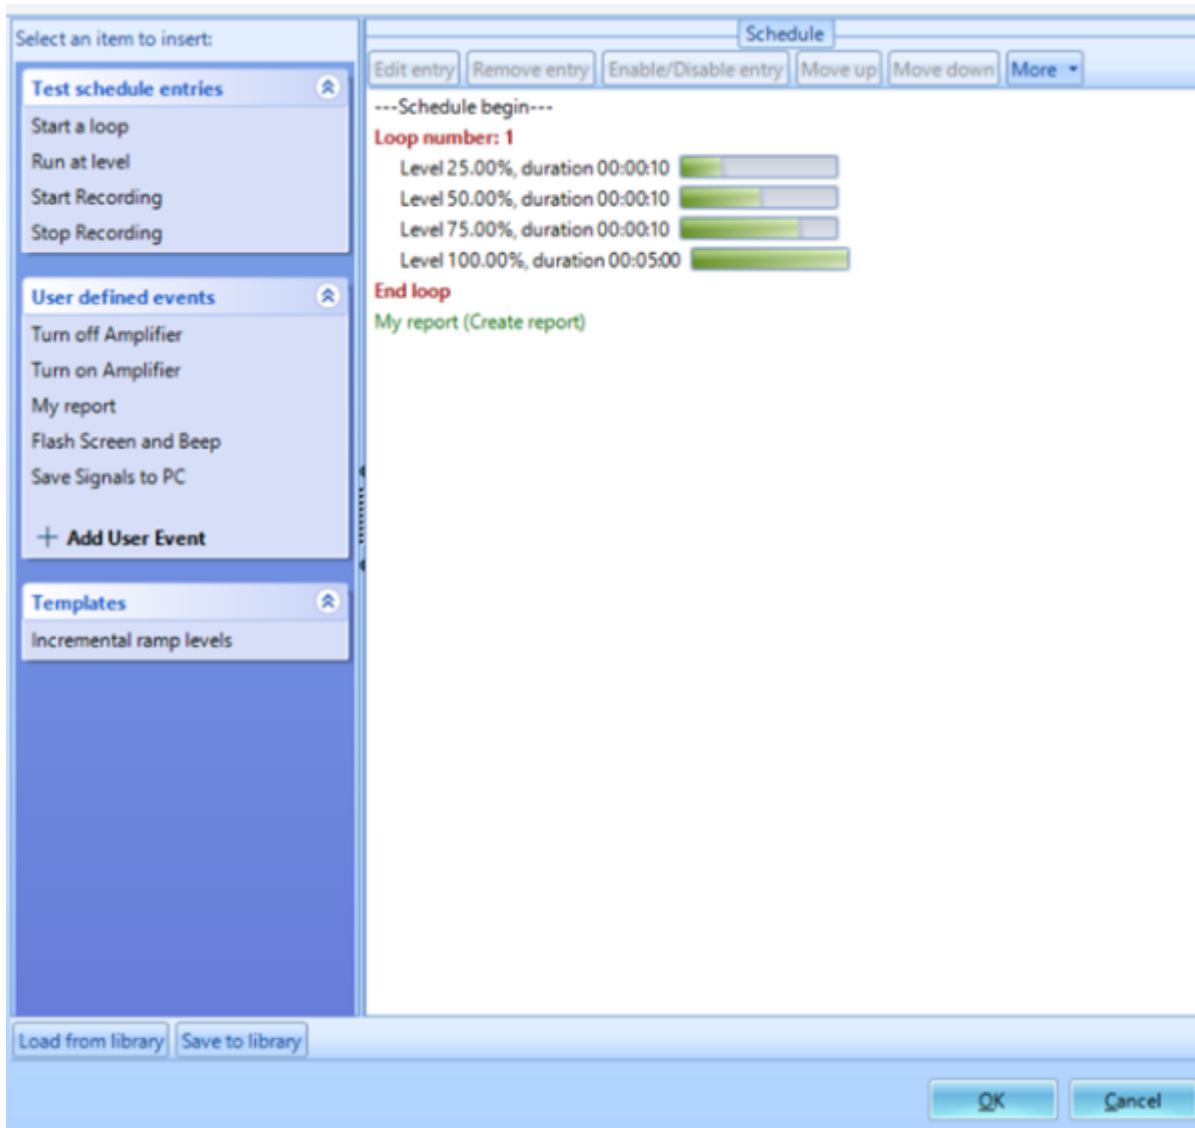 Select an item to insert:
Test schedule entries
Start a loop
Run at level
Start Recording
Stop Recording
User defined events
Turn off Amplifier
Turn on Amplifier
My report
Flash Screen and Beep
Save Signals to PC
Add User Event
Templates
Incremental ramp levels
Schedule
Edit entry Remove entry Enable/Disable entry Move up Move down More
---Schedule begin---
Loop number: 1
Level 25.00%, duration 00:00:10
Level 50.00%, duration 00:00:10
Level 75.00%, duration 00:00:10
Level 100.00%, duration 00:05:00
End loop
My report (Create report)
Load from library Save to library
OK Cancel